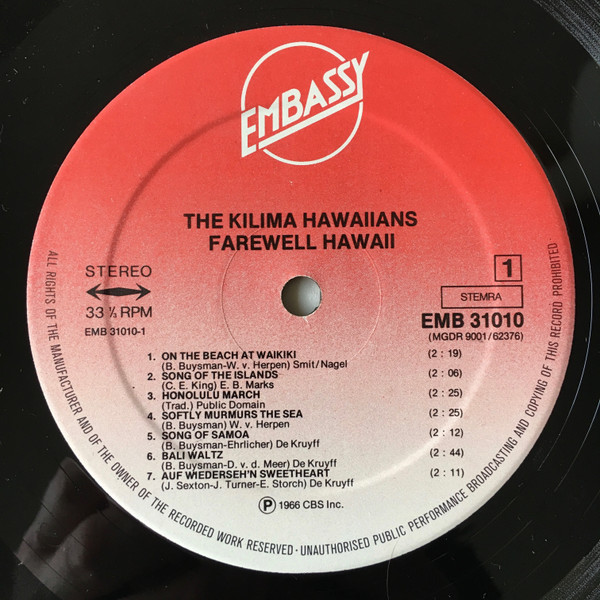 EMBASSY
THE KILIMA HAWAIIANS
FAREWELL HAWAII
STEREO
33 ⅓ RPM
EMB 31010-1
1
STEMRA
EMB 31010
(MGDR 9001/62376)
1. ON THE BEACH AT WAIKIKI (2 : 19)
(B. Buysman-W. v. Herpen) Smit/Nagel
2. SONG OF THE ISLANDS (2 : 06)
(C. E. King) E. B. Marks
3. HONOLULU MARCH (2 : 25)
(Trad.) Public Domain
4. SOFTLY MURMURS THE SEA (2 : 25)
(B. Buysman) W. v. Herpen
5. SONG OF SAMOA (2 : 12)
(B. Buysman-Ehrlicher) De Kruyff
6. BALI WALTZ (2 : 44)
(B. Buysman-D. v. d. Meer) De Kruyff
7. AUF WIEDERSEH'N SWEETHEART (2 : 11)
(J. Sexton-J. Turner-E. Storch) De Kruyff
℗ 1966 CBS Inc.
ALL RIGHTS OF THE MANUFACTURER AND OF THE OWNER OF THE RECORDED WORK RESERVED · UNAUTHORISED PUBLIC PERFORMANCE BROADCASTING AND COPYING OF THIS RECORD PROHIBITED